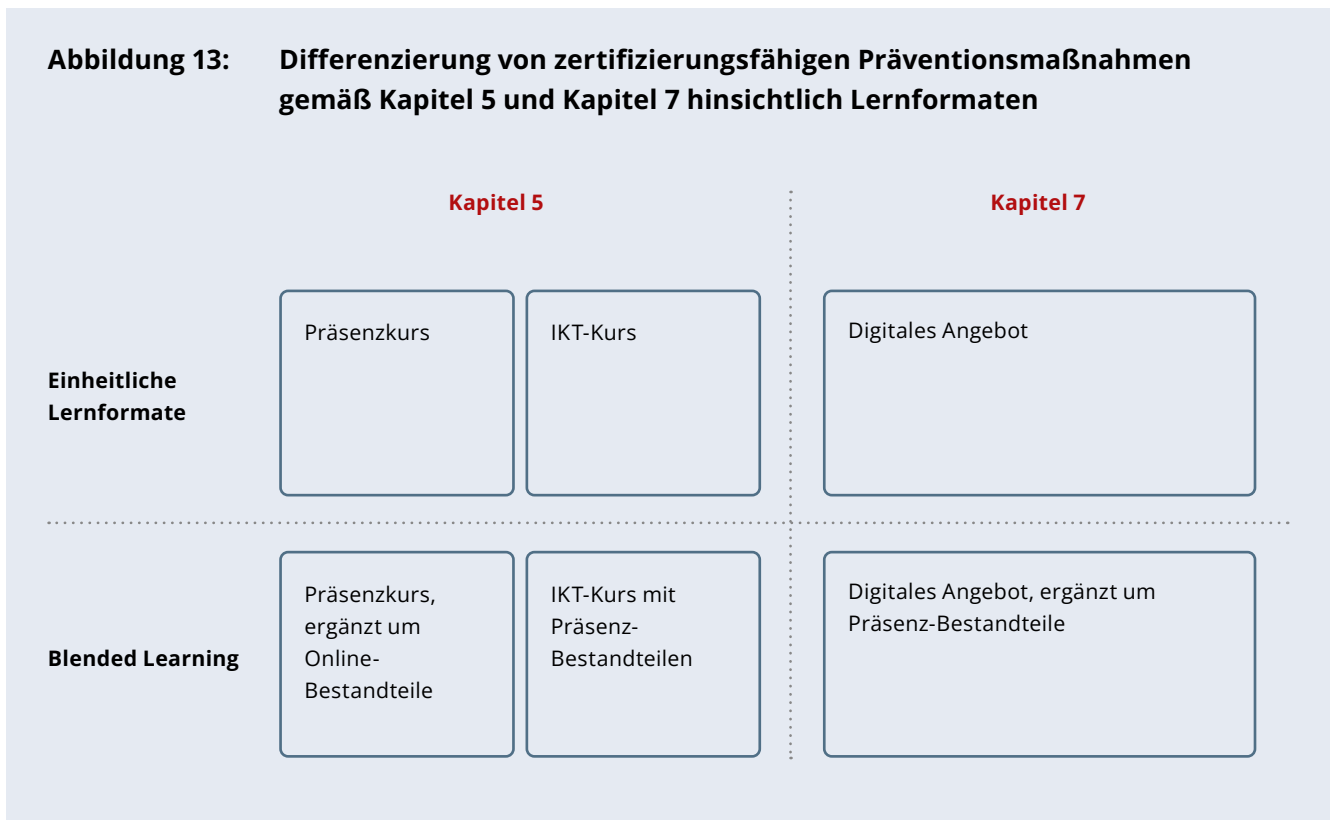 Abbildung 13: Differenzierung von zertifizierungsfähigen Präventionsmaßnahmen
gemäß Kapitel 5 und Kapitel 7 hinsichtlich Lernformaten
Kapitel 5
Kapitel 7
Einheitliche
Lernformate
Präsenzkurs
IKT-Kurs
Digitales Angebot
Blended Learning
Präsenzkurs,
ergänzt um
Online-
Bestandteile
IKT-Kurs mit
Präsenz-
Bestandteilen
Digitales Angebot, ergänzt um
Präsenz-Bestandteile